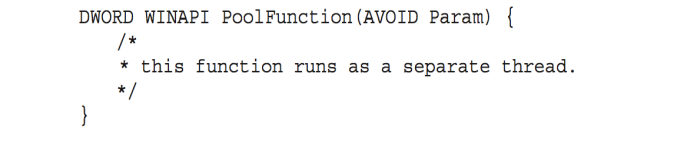 DWORD WINAPI PoolFunction(AVOID Param) {
/*
* this function runs as a separate thread.
*/
}